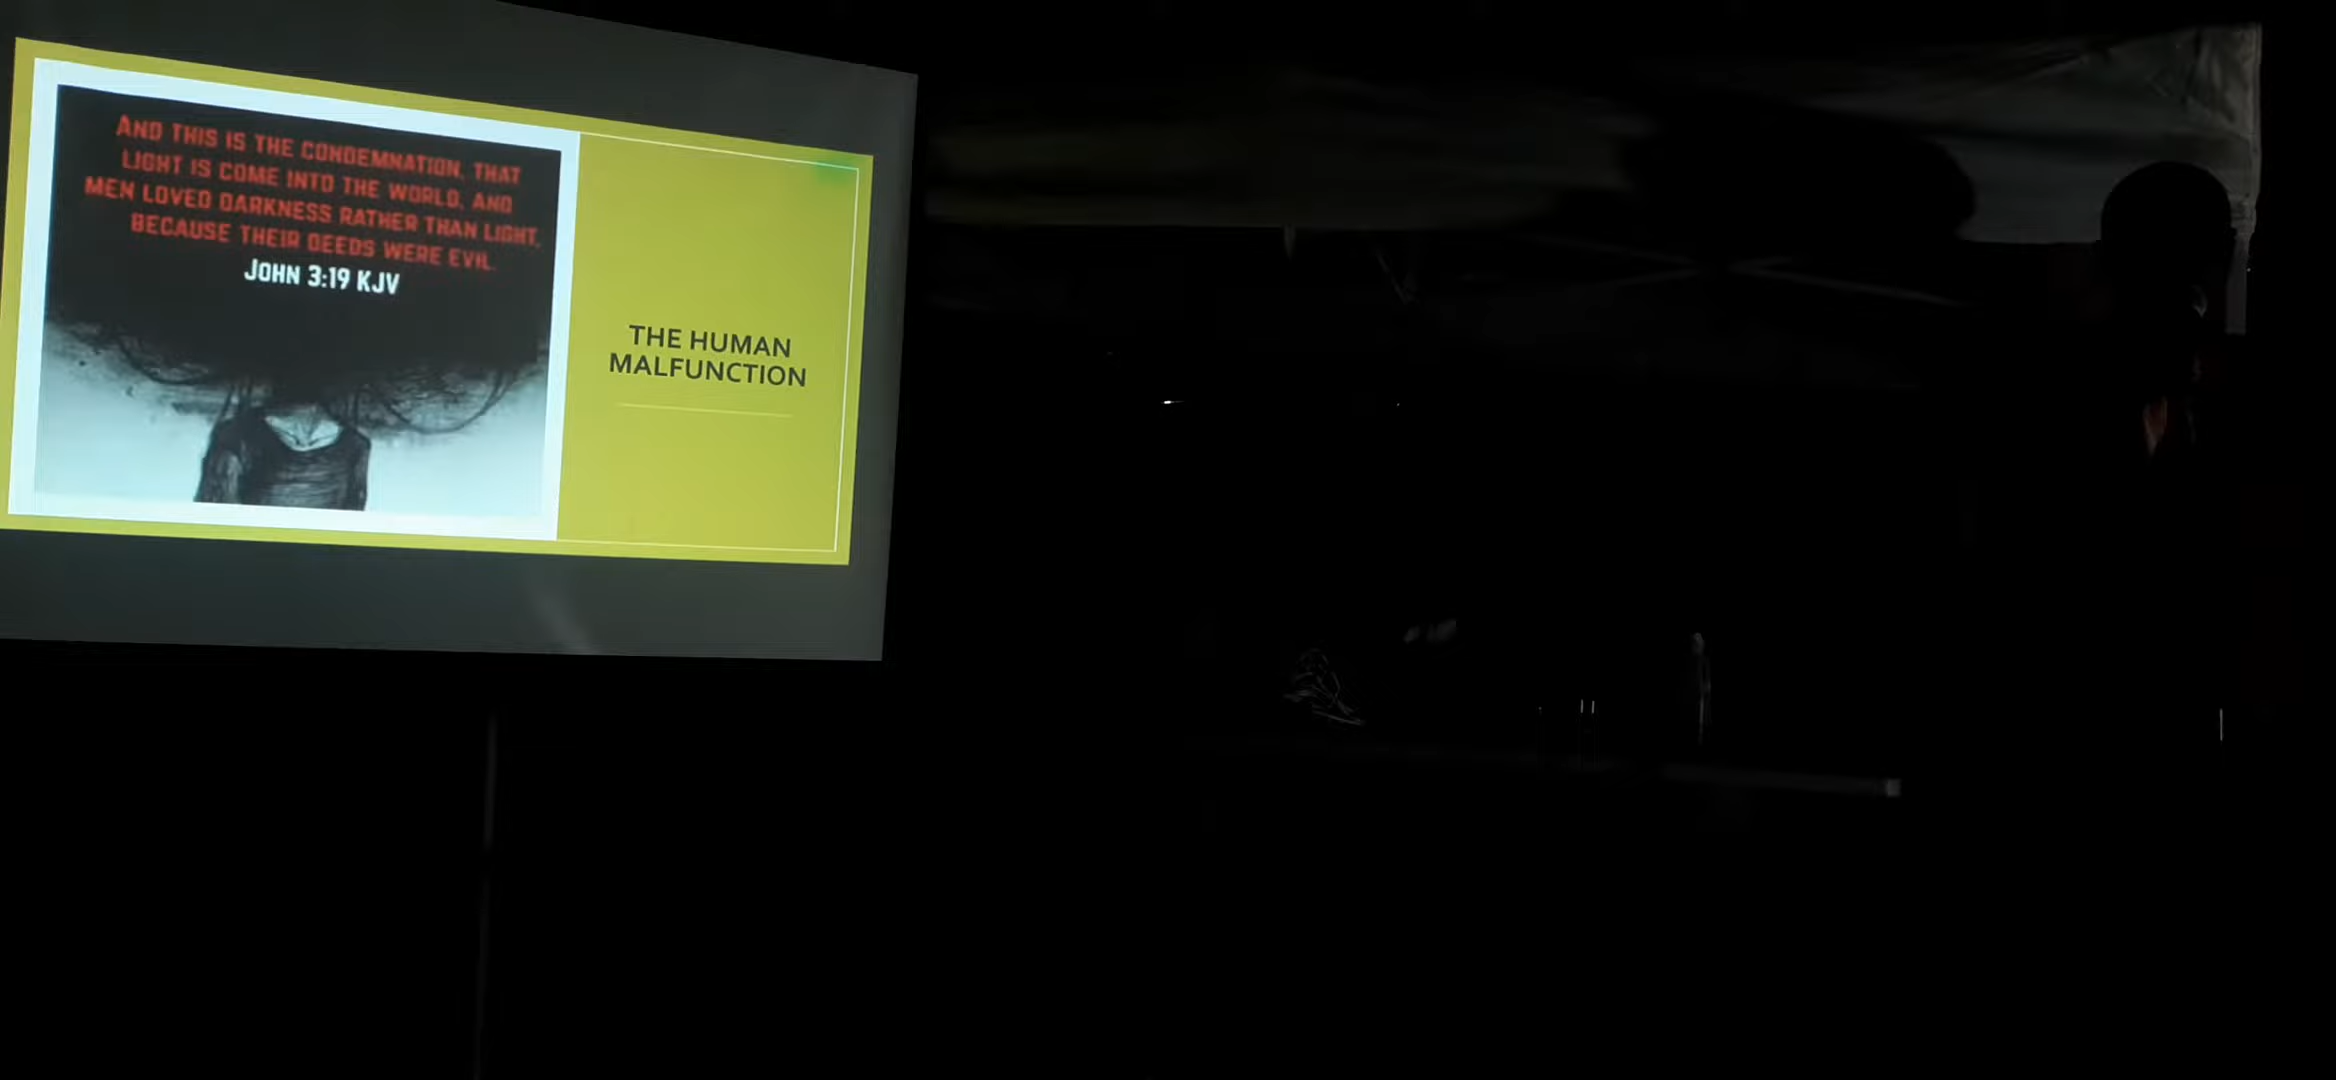 AND THIS IS THE CONDEMNATION, THAT
LIGHT IS COME INTO THE WORLD, AND
MEN LOVED DARKNESS RATHER THAN LIGHT,
BECAUSE THEIR DEEDS WERE EVIL.
JOHN 3:19 KJV
THE HUMAN
MALFUNCTION